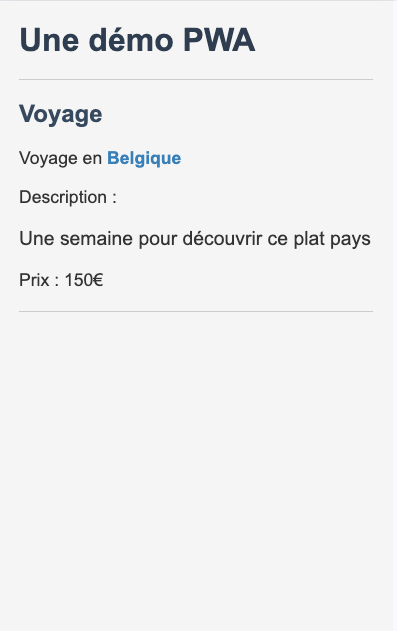 Une démo PWA
Voyage
Voyage en Belgique
Description :
Une semaine pour découvrir ce plat pays
Prix : 150€